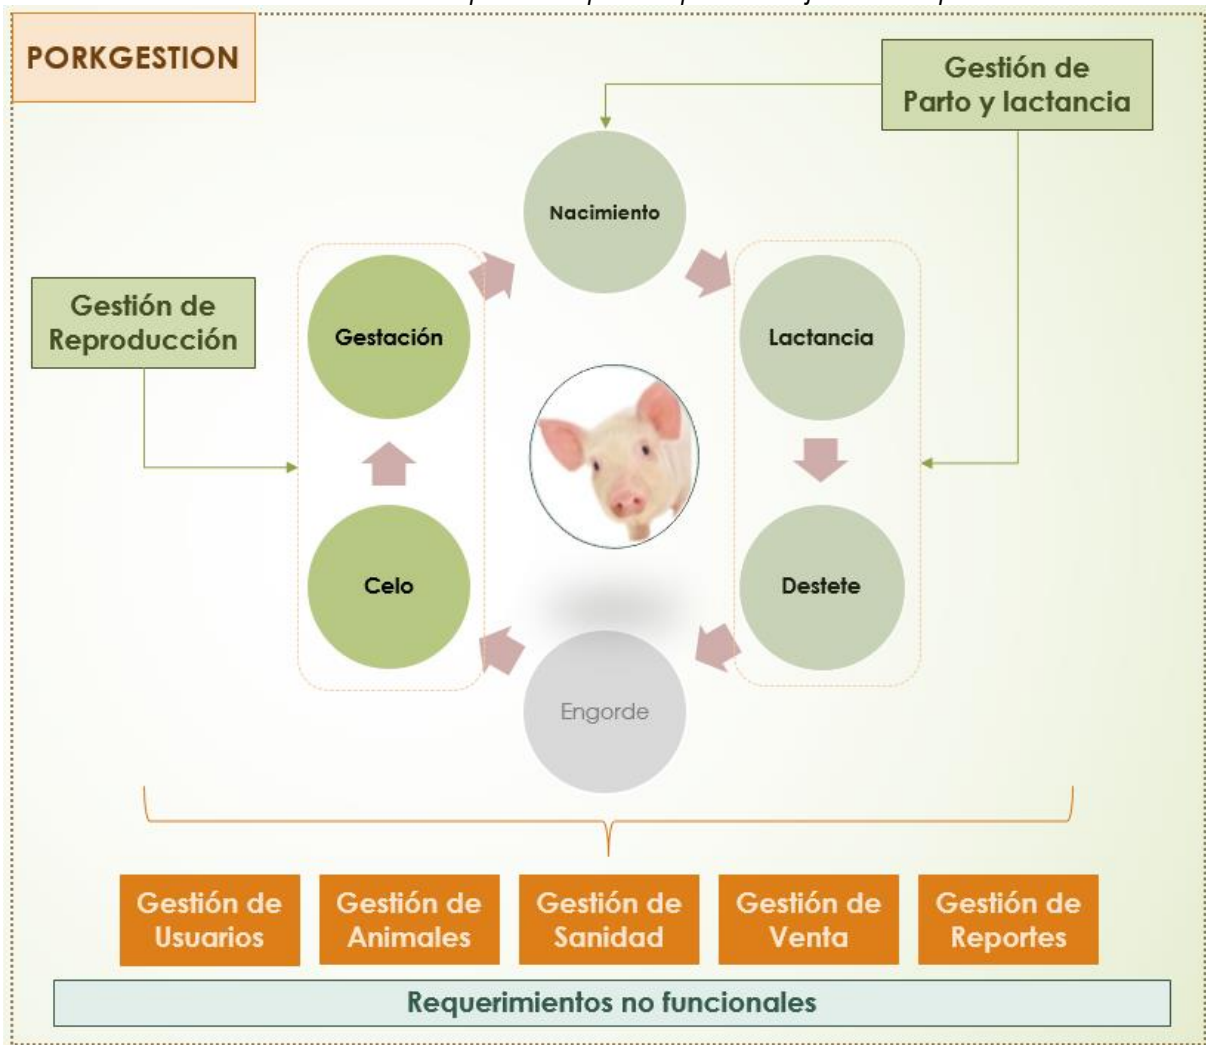 PORKGESTION
Gestión de
Parto y lactancia
Nacimiento
Gestión de
Reproducción
Gestación
Lactancia
Celo
Destete
Engorde
Gestión de
Usuarios
Gestión de
Animales
Gestión de
Sanidad
Gestión de
Venta
Gestión de
Reportes
Requerimientos no funcionales